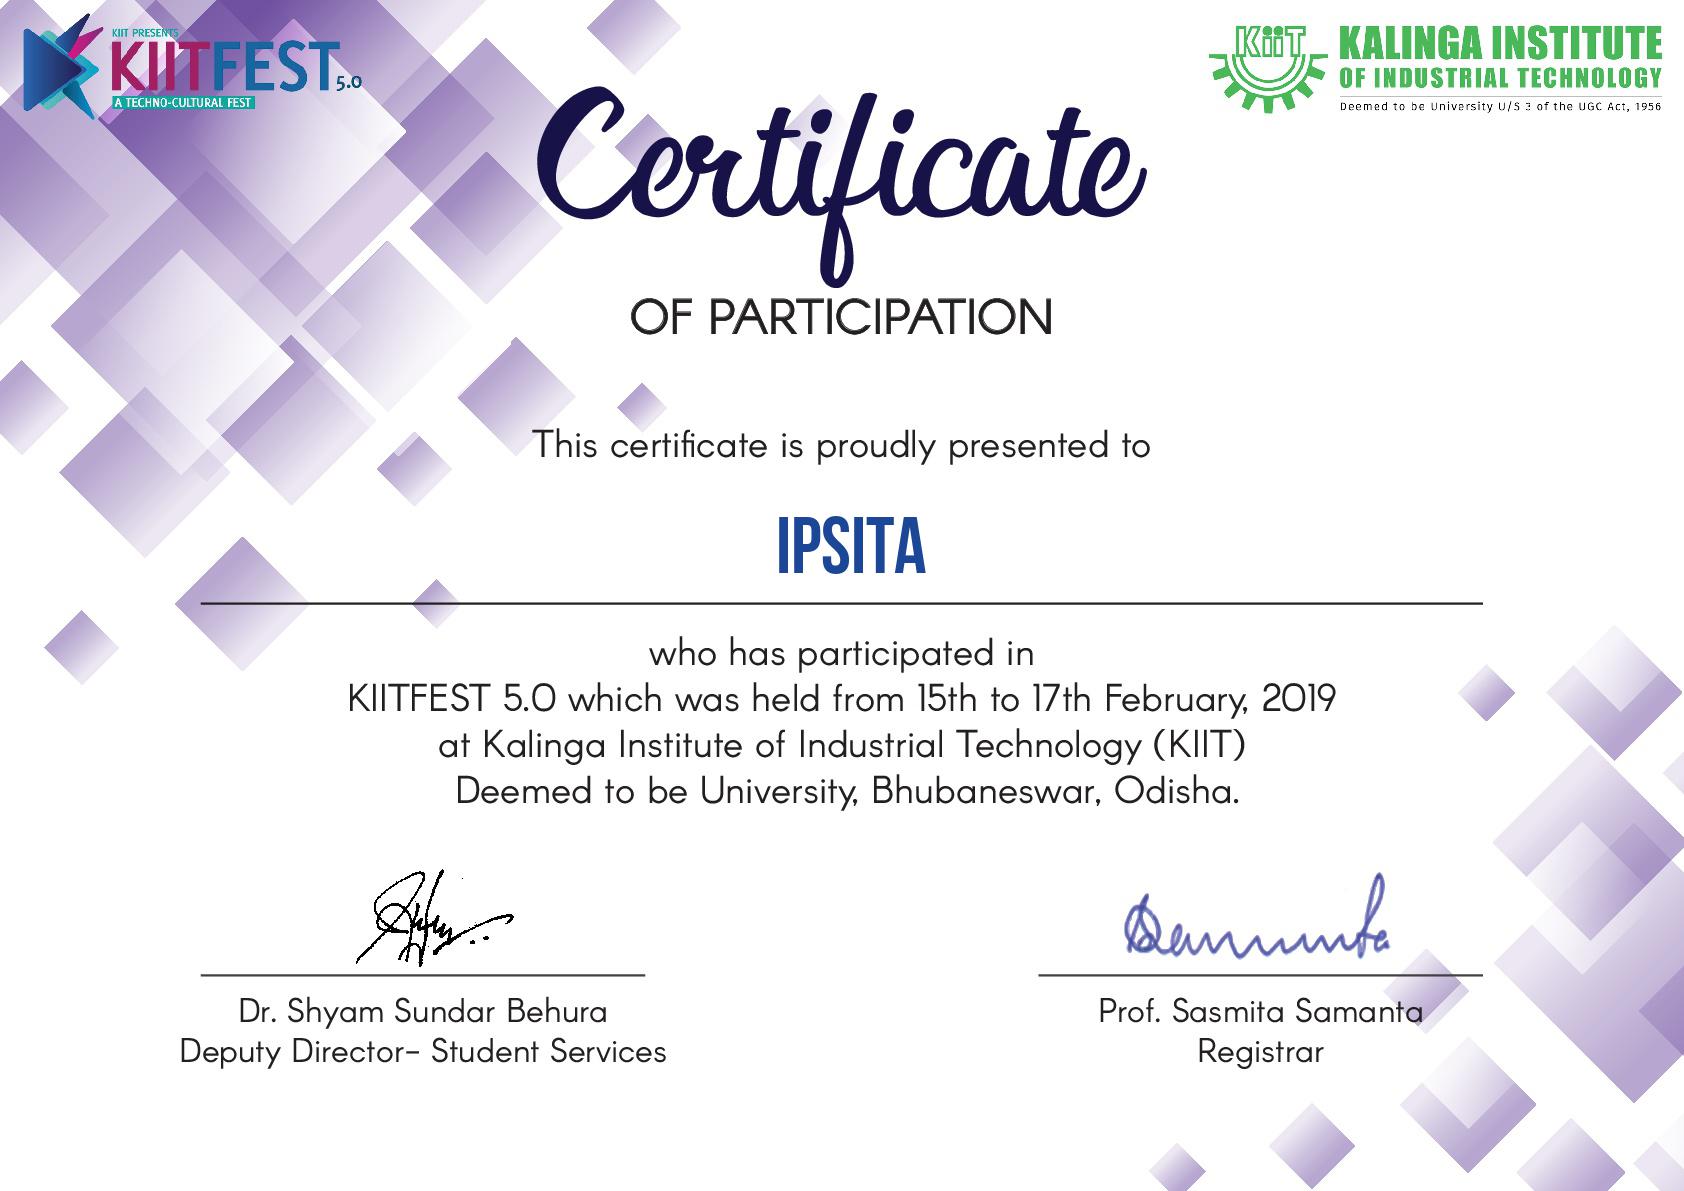 KIIT PRESENTS
KIITFEST 5.0
A TECHNO-CULTURAL FEST
KiiT
KALINGA INSTITUTE
OF INDUSTRIAL TECHNOLOGY
Deemed to be University U/S 3 of the UGC Act, 1956
Certificate
OF PARTICIPATION
This certificate is proudly presented to
IPSITA
who has participated in
KIITFEST 5.0 which was held from 15th to 17th February, 2019
at Kalinga Institute of Industrial Technology (KIIT)
Deemed to be University, Bhubaneswar, Odisha.
Dr. Shyam Sundar Behura
Deputy Director- Student Services
Prof. Sasmita Samanta
Registrar